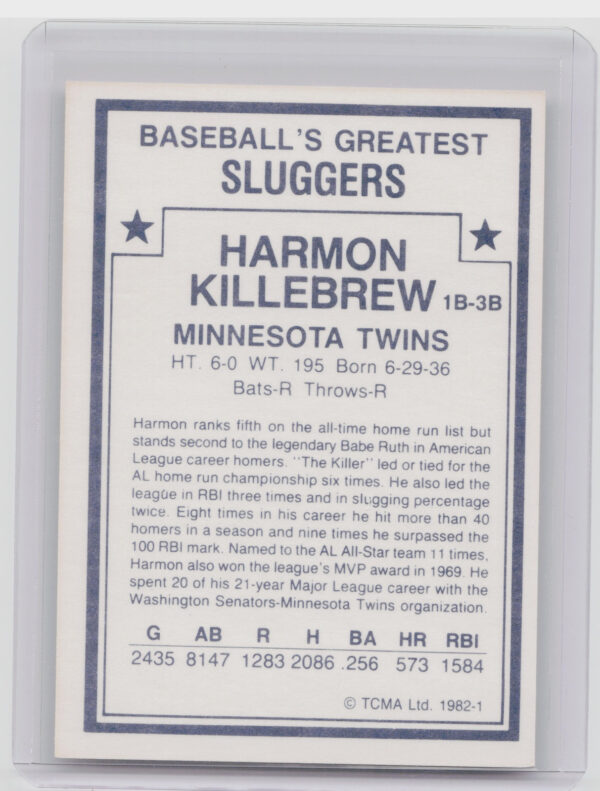 BASEBALL'S GREATEST
SLUGGERS
HARMON
KILLEBREW 1B-3B
MINNESOTA TWINS
HT. 6-0 WT. 195 Born 6-29-36
Bats-R Throws-R
Harmon ranks fifth on the all-time home run list but
stands second to the legendary Babe Ruth in American
League career homers. "The Killer" led or tied for the
AL home run championship six times. He also led the
league in RBI three times and in slugging percentage
twice. Eight times in his career he hit more than 40
homers in a season and nine times he surpassed the
100 RBI mark. Named to the AL All-Star team 11 times,
Harmon also won the league's MVP award in 1969. He
spent 20 of his 21-year Major League career with the
Washington Senators-Minnesota Twins organization.
G AB R H BA HR RBI
2435 8147 1283 2086 .256 573 1584
© TCMA Ltd. 1982-1